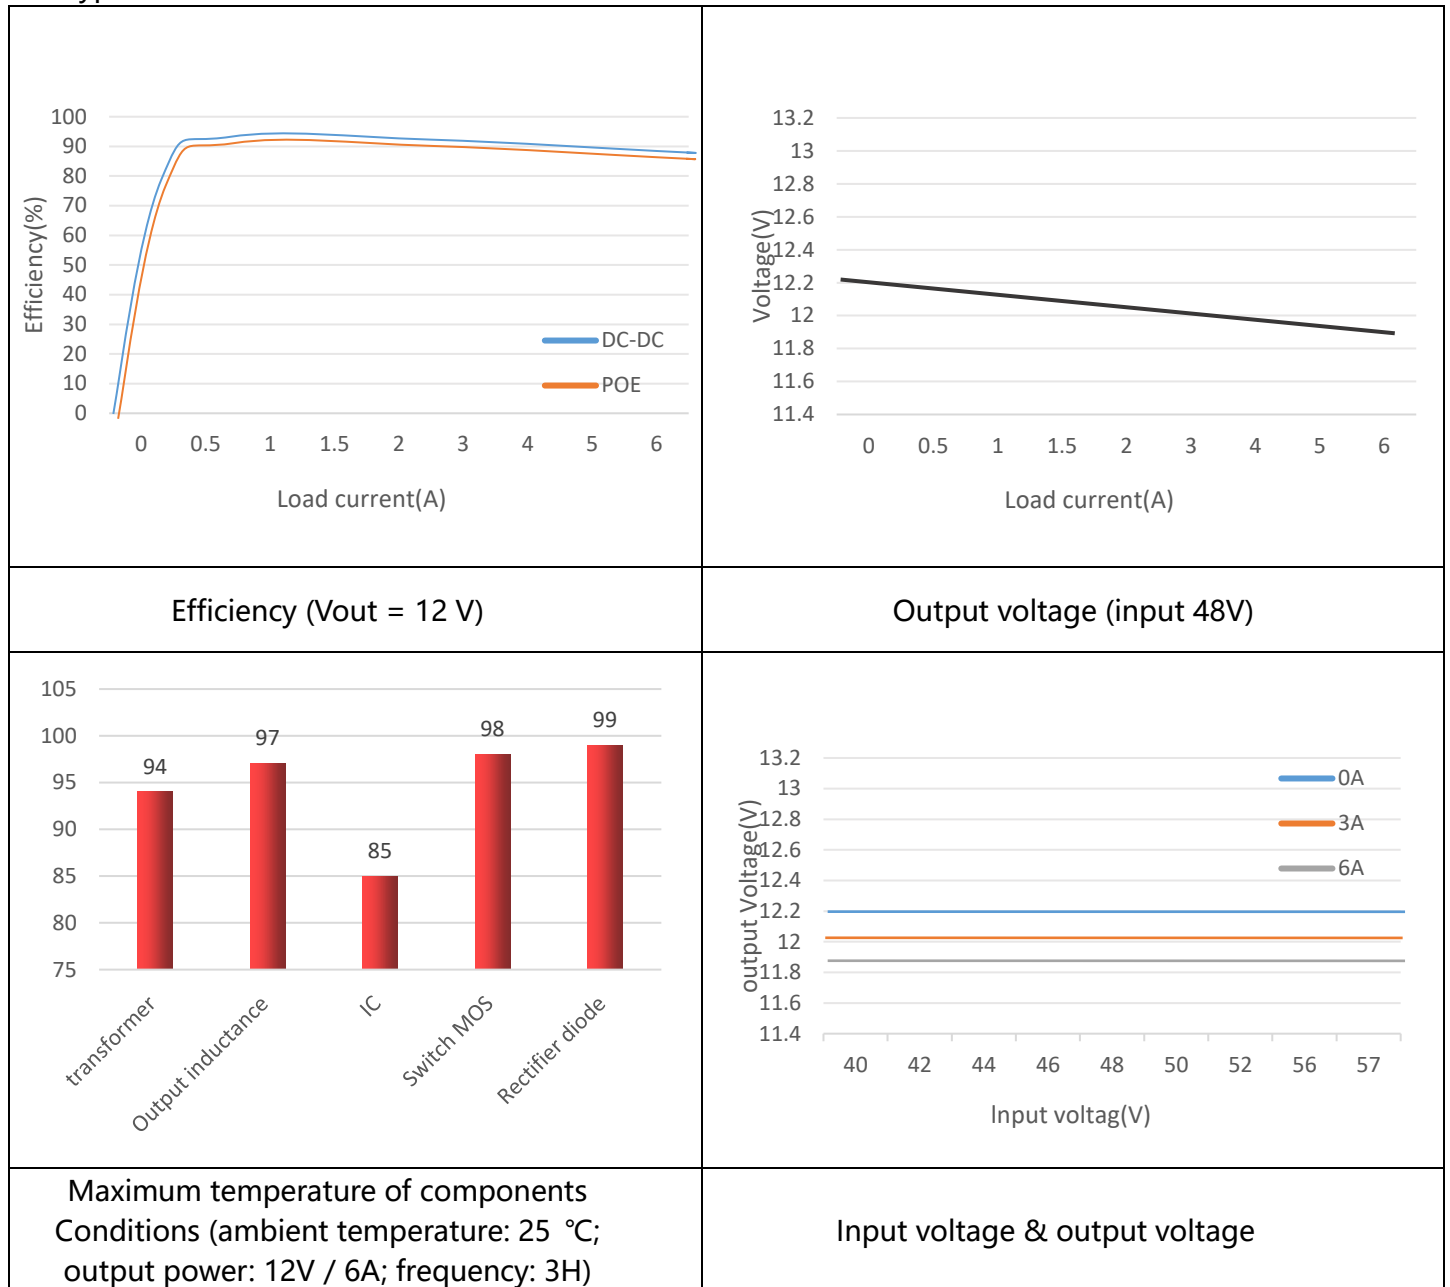 100
90
80
70
60
50
40
30
20
10
0
Efficiency(%)
DC-DC
POE
0 0.5 1 1.5 2 3 4 5 6
Load current(A)
13.2
13
12.8
12.6
12.4
12.2
12
11.8
11.6
11.4
Voltage(V)
0 0.5 1 1.5 2 3 4 5 6
Load current(A)
Efficiency (Vout = 12 V)
Output voltage (input 48V)
105
100
95
90
85
80
75
94
97
85
98
99
transformer
Output inductance
IC
Switch MOS
Rectifier diode
13.2
13
12.8
12.6
12.4
12.2
12
11.8
11.6
11.4
output Voltage(V)
0A
3A
6A
40 42 44 46 48 50 52 56 57
Input voltag(V)
Maximum temperature of components
Conditions (ambient temperature: 25 ℃;
output power: 12V / 6A; frequency: 3H)
Input voltage & output voltage